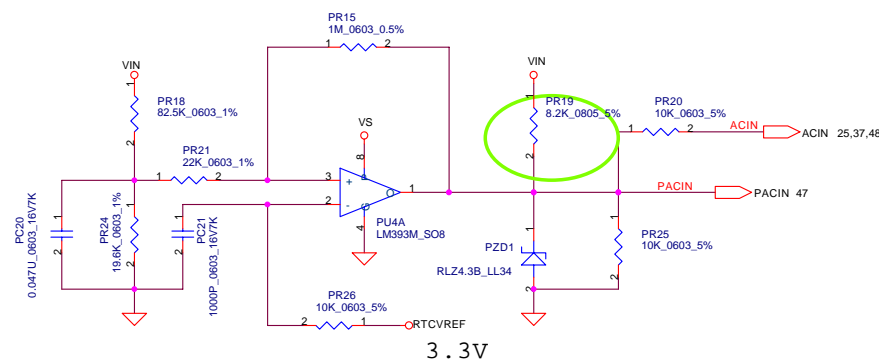 PR15
1M_0603_0.5%
1
2
VIN
1
PR18
82.5K_0603_1%
2
PR21
22K_0603_1%
1
2
VS
8
3
+
P
O
1
2
-
G
4
PU4A
LM393M_SO8
VIN
1
PR19
8.2K_0805_5%
2
PR20
10K_0603_5%
1
2
ACIN
ACIN 25,37,48
PACIN
PACIN 47
PC20
0.047U_0603_16V7K
1
2
PR24
19.6K_0603_1%
1
2
PC21
1000P_0603_16V7K
1
2
PZD1
RLZ4.3B_LL34
1
2
PR25
10K_0603_5%
1
2
PR26
10K_0603_5%
2
1
RTCVREF
3.3V